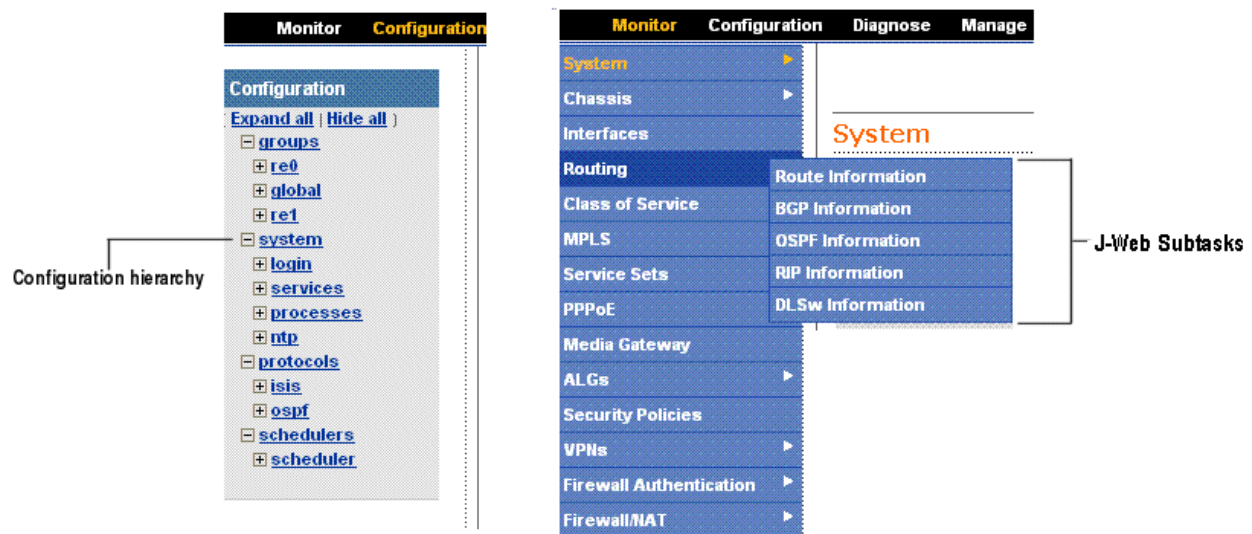 Monitor Configuration
Configuration
Expand all | Hide all )
groups
re0
global
re1
system
login
services
processes
ntp
protocols
isis
ospf
schedulers
scheduler
Configuration hierarchy
Monitor Configuration Diagnose Manage
System
Chassis
Interfaces
Routing
Class of Service
MPLS
Service Sets
PPPoE
Media Gateway
ALGs
Security Policies
VPNs
Firewall Authentication
Firewall/NAT
System
Route Information
BGP Information
OSPF Information
RIP Information
DLSw Information
J-Web Subtasks